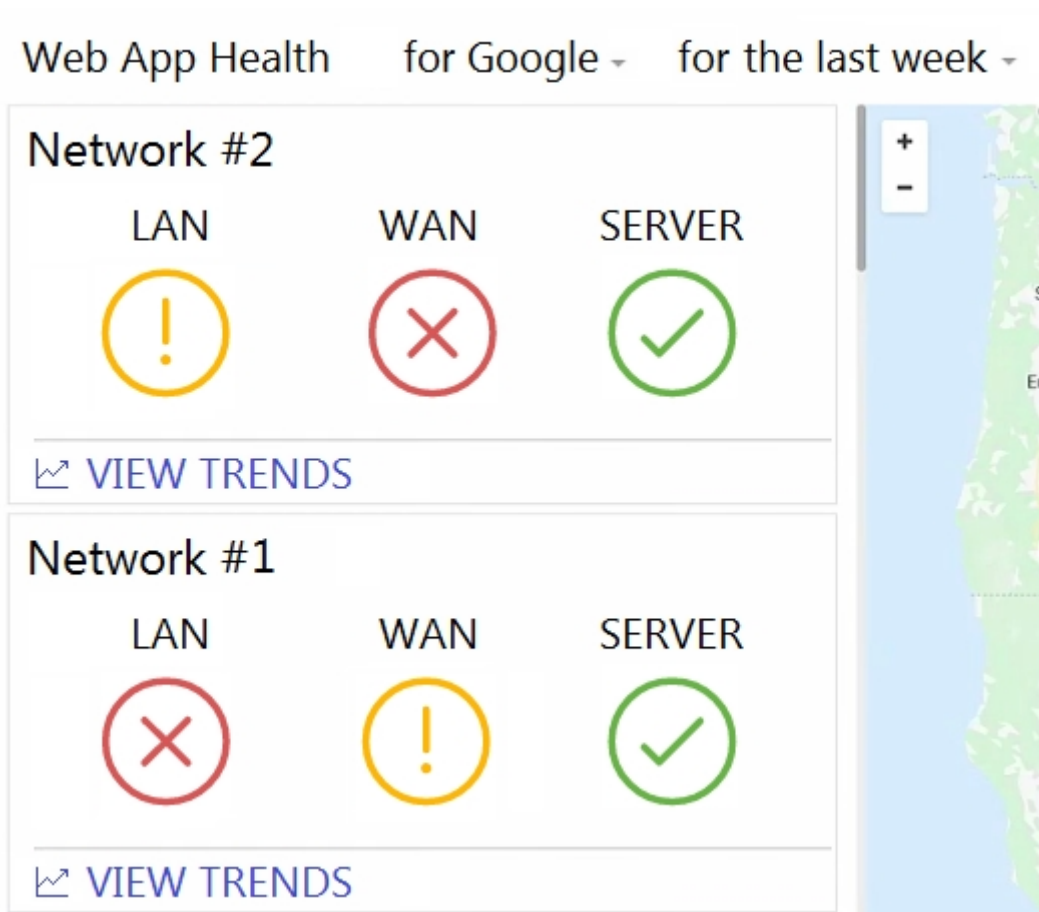 Web App Health for Google for the last week
Network #2
LAN WAN SERVER
VIEW TRENDS
Network #1
LAN WAN SERVER
VIEW TRENDS